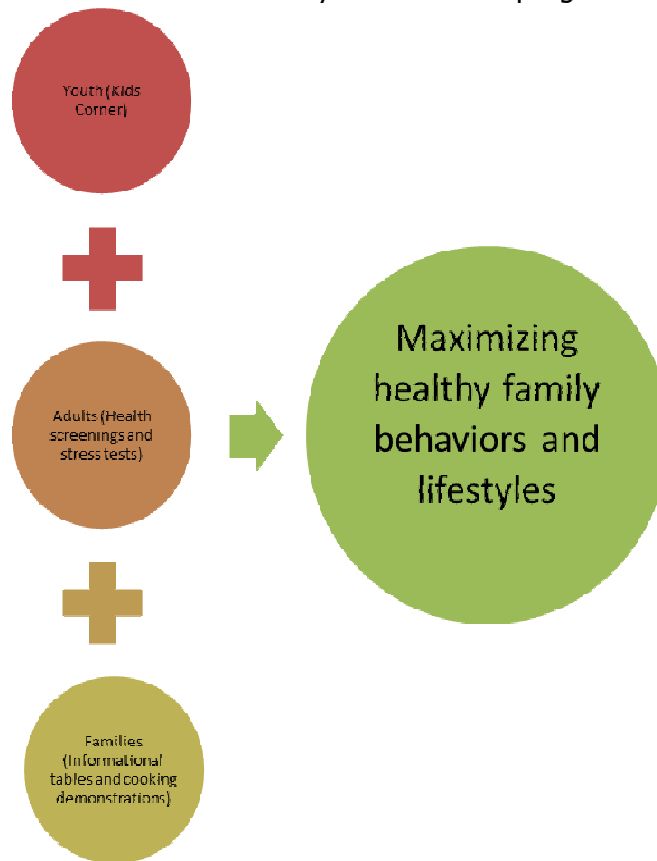 Youth (Kids
Corner)
Adults (Health
screenings and
stress tests)
Families
(Informational
tables and cooking
demonstrations)
Maximizing
healthy family
behaviors and
lifestyles